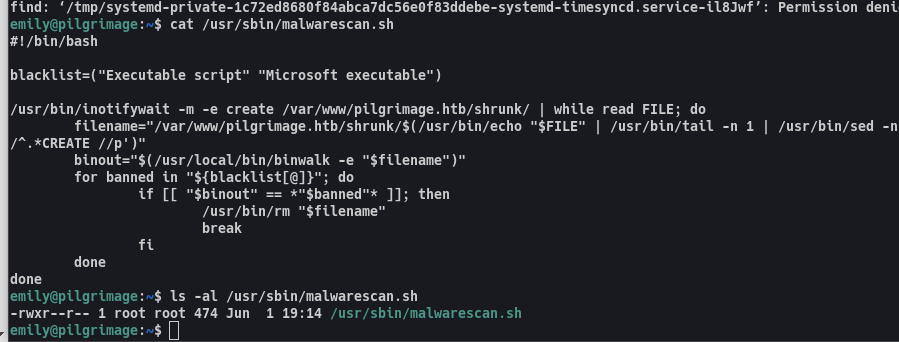 find: ‘/tmp/systemd-private-1c72ed8680f84abca7dc56e0f83ddebe-systemd-timesyncd.service-il8Jwf’: Permission deni
emily@pilgrimage:~$ cat /usr/sbin/malwarescan.sh
#!/bin/bash
blacklist=("Executable script" "Microsoft executable")
/usr/bin/inotifywait -m -e create /var/www/pilgrimage.htb/shrunk/ | while read FILE; do
filename="/var/www/pilgrimage.htb/shrunk/$(/usr/bin/echo "$FILE" | /usr/bin/tail -n 1 | /usr/bin/sed -n
/^.*CREATE //p')"
binout="$(/usr/local/bin/binwalk -e "$filename")"
for banned in "${blacklist[@]}"; do
if [[ "$binout" == *"$banned"* ]]; then
/usr/bin/rm "$filename"
break
fi
done
done
emily@pilgrimage:~$ ls -al /usr/sbin/malwarescan.sh
-rwxr--r-- 1 root root 474 Jun  1 19:14 /usr/sbin/malwarescan.sh
emily@pilgrimage:~$